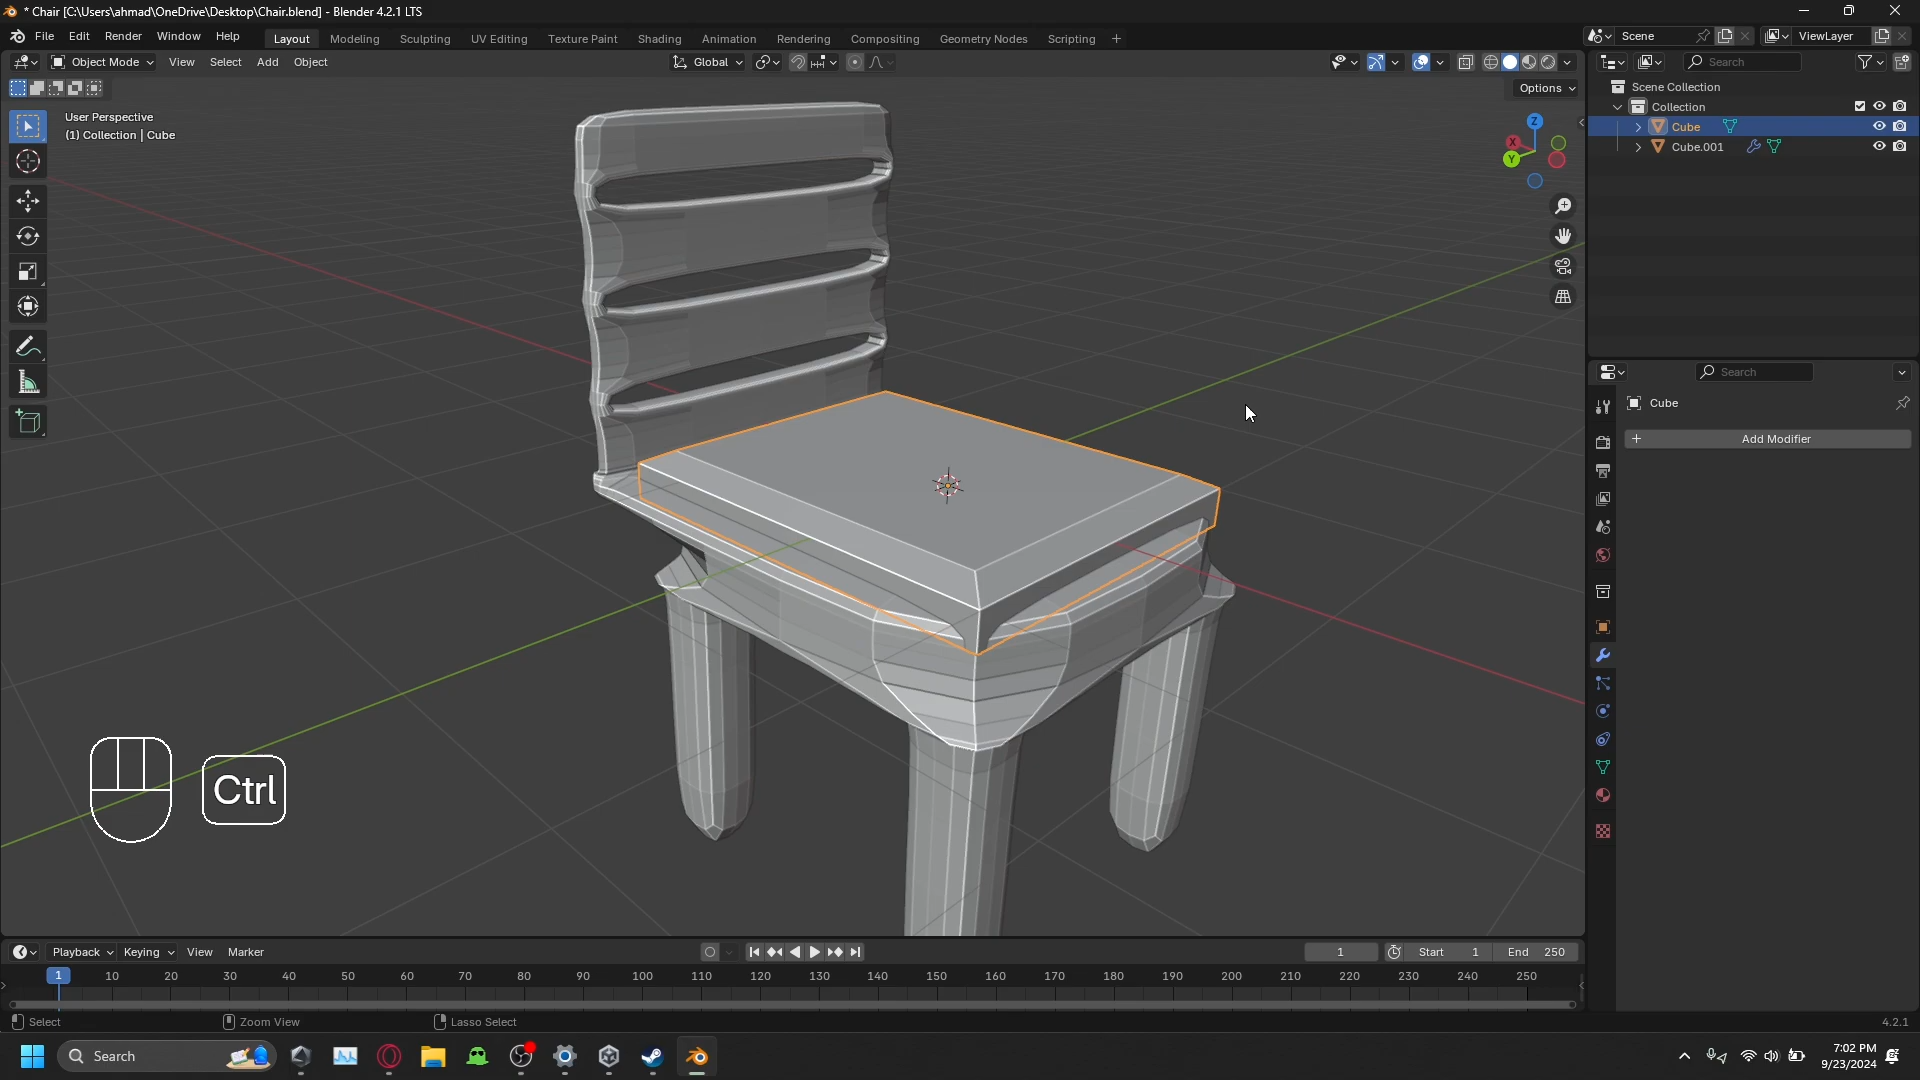 * Chair [C:\Users\ahmad\OneDrive\Desktop\Chair.blend] - Blender 4.2.1 LTS
File Edit Render Window Help Layout Modeling Sculpting UV Editing Texture Paint Shading Animation Rendering Compositing Geometry Nodes Scripting + Scene ViewLayer
Object Mode View Select Add Object Global Search
Options
Scene Collection
Collection
User Perspective
(1) Collection | Cube
Cube
Cube.001
Z
X
Y
Search
Cube
+ Add Modifier
Ctrl
Playback Keying View Marker 1 Start 1 End 250
1 10 20 30 40 50 60 70 80 90 100 110 120 130 140 150 160 170 180 190 200 210 220 230 240 250
Select Zoom View Lasso Select 4.2.1
Search
7:02 PM
9/23/2024